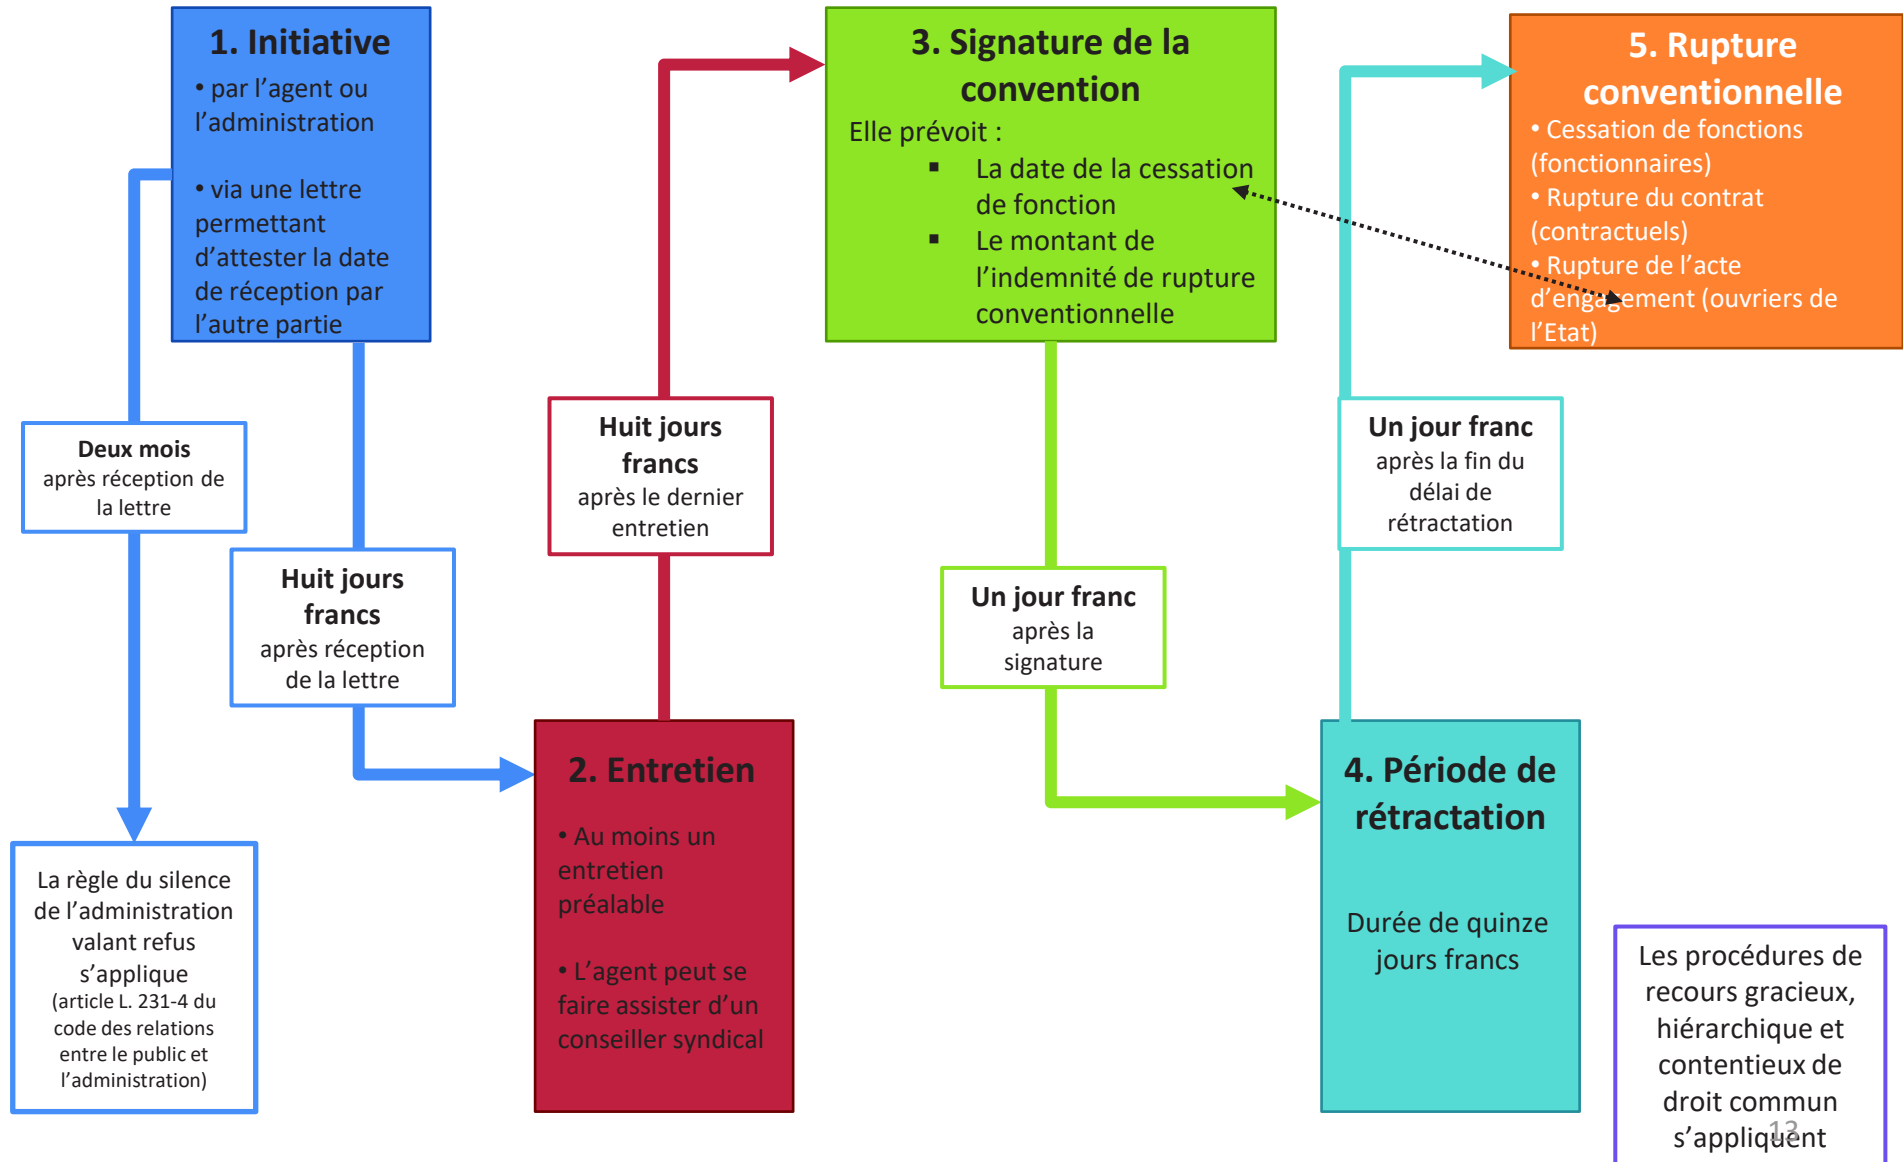 1. Initiative
• par l’agent ou
l’administration
• via une lettre
permettant
d’attester la date
de réception par
l’autre partie
Deux mois
après réception de
la lettre
La règle du silence
de l’administration
valant refus
s’applique
(article L. 231-4 du
code des relations
entre le public et
l’administration)
Huit jours
francs
après réception
de la lettre
2. Entretien
• Au moins un
entretien
préalable
• L’agent peut se
faire assister d’un
conseiller syndical
Huit jours
francs
après le dernier
entretien
3. Signature de la
convention
Elle prévoit :
▪ La date de la cessation
de fonction
▪ Le montant de
l’indemnité de rupture
conventionnelle
Un jour franc
après la
signature
4. Période de
rétractation
Durée de quinze
jours francs
Un jour franc
après la fin du
délai de
rétractation
5. Rupture
conventionnelle
• Cessation de fonctions
(fonctionnaires)
• Rupture du contrat
(contractuels)
• Rupture de l’acte
d’engagement (ouvriers de
l’Etat)
Les procédures de
recours gracieux,
hiérarchique et
contentieux de
droit commun
s’appliquent
13